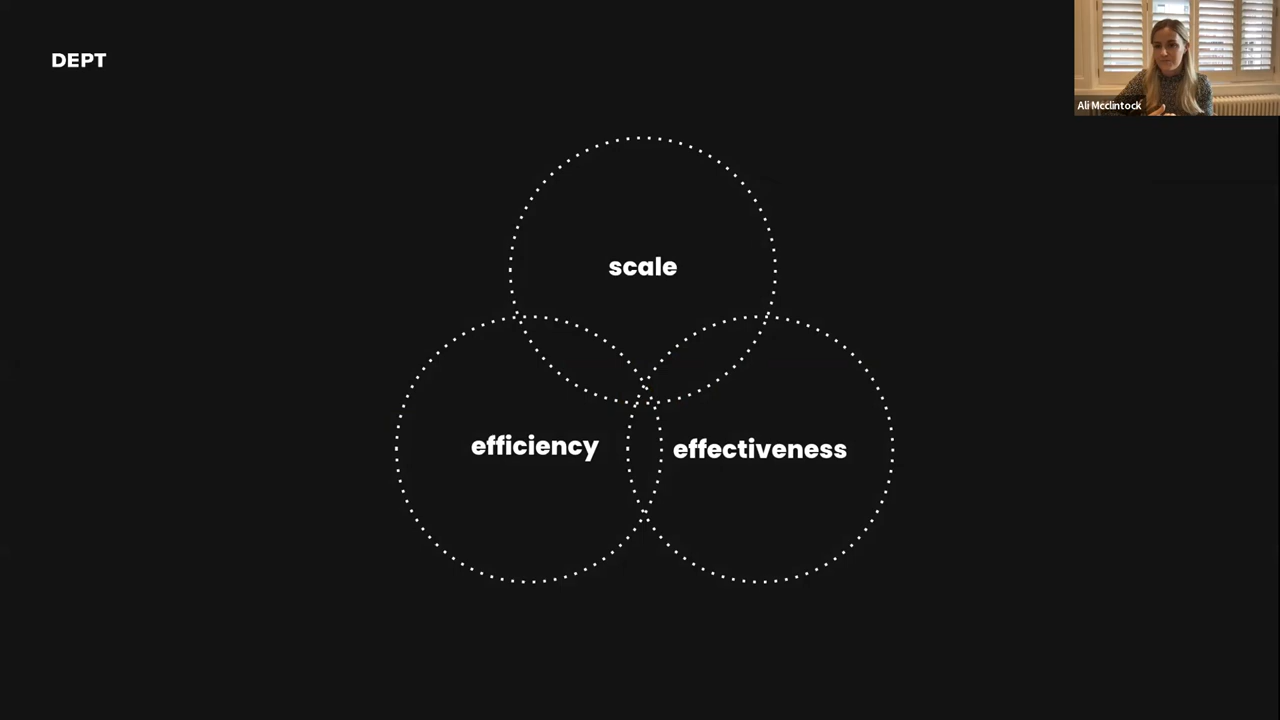 DEPT
Ali Mcclintock
scale
efficiency
effectiveness